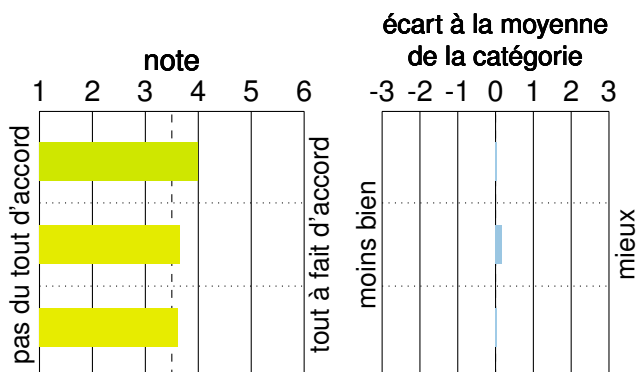 note
1 2 3 4 5 6
pas du tout d'accord
tout à fait d'accord
écart à la moyenne
de la catégorie
-3 -2 -1 0 1 2 3
moins bien
mieux